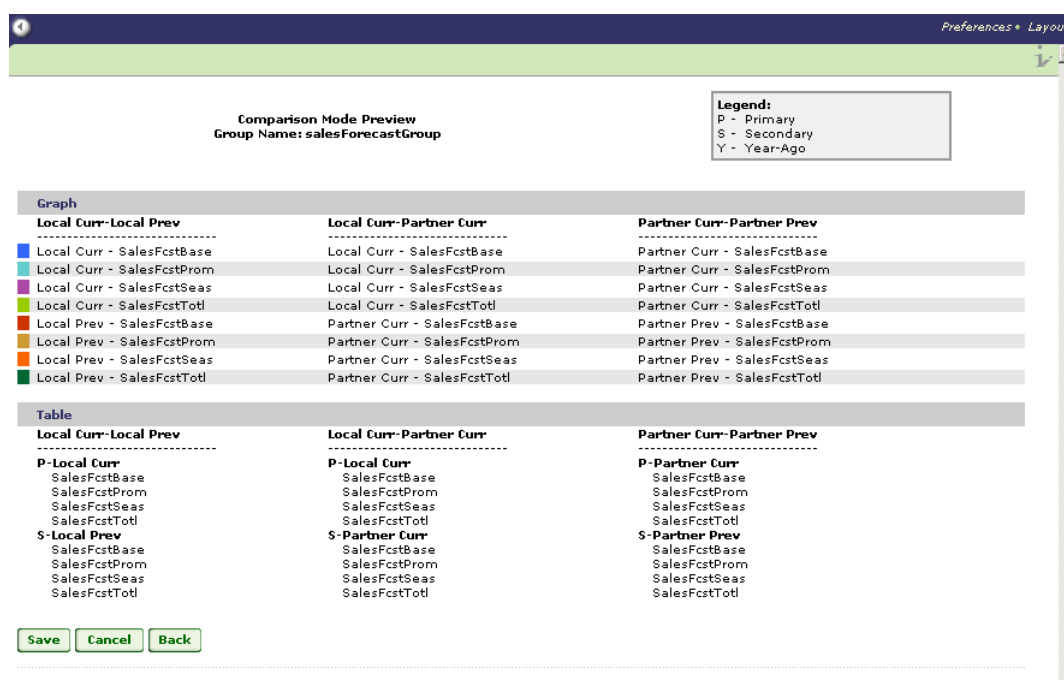 Preferences • Layou
Comparison Mode Preview
Group Name: salesForecastGroup
Legend:
P - Primary
S - Secondary
Y - Year-Ago
Graph
Local Curr-Local Prev Local Curr-Partner Curr Partner Curr-Partner Prev
Local Curr - SalesFcstBase Local Curr - SalesFcstBase Partner Curr - SalesFcstBase
Local Curr - SalesFcstProm Local Curr - SalesFcstProm Partner Curr - SalesFcstProm
Local Curr - SalesFcstSeas Local Curr - SalesFcstSeas Partner Curr - SalesFcstSeas
Local Curr - SalesFcstTotl Local Curr - SalesFcstTotl Partner Curr - SalesFcstTotl
Local Prev - SalesFcstBase Partner Curr - SalesFcstBase Partner Prev - SalesFcstBase
Local Prev - SalesFcstProm Partner Curr - SalesFcstProm Partner Prev - SalesFcstProm
Local Prev - SalesFcstSeas Partner Curr - SalesFcstSeas Partner Prev - SalesFcstSeas
Local Prev - SalesFcstTotl Partner Curr - SalesFcstTotl Partner Prev - SalesFcstTotl
Table
Local Curr-Local Prev Local Curr-Partner Curr Partner Curr-Partner Prev
P-Local Curr P-Local Curr P-Partner Curr
SalesFcstBase SalesFcstBase SalesFcstBase
SalesFcstProm SalesFcstProm SalesFcstProm
SalesFcstSeas SalesFcstSeas SalesFcstSeas
SalesFcstTotl SalesFcstTotl SalesFcstTotl
S-Local Prev S-Partner Curr S-Partner Prev
SalesFcstBase SalesFcstBase SalesFcstBase
SalesFcstProm SalesFcstProm SalesFcstProm
SalesFcstSeas SalesFcstSeas SalesFcstSeas
SalesFcstTotl SalesFcstTotl SalesFcstTotl
Save Cancel Back